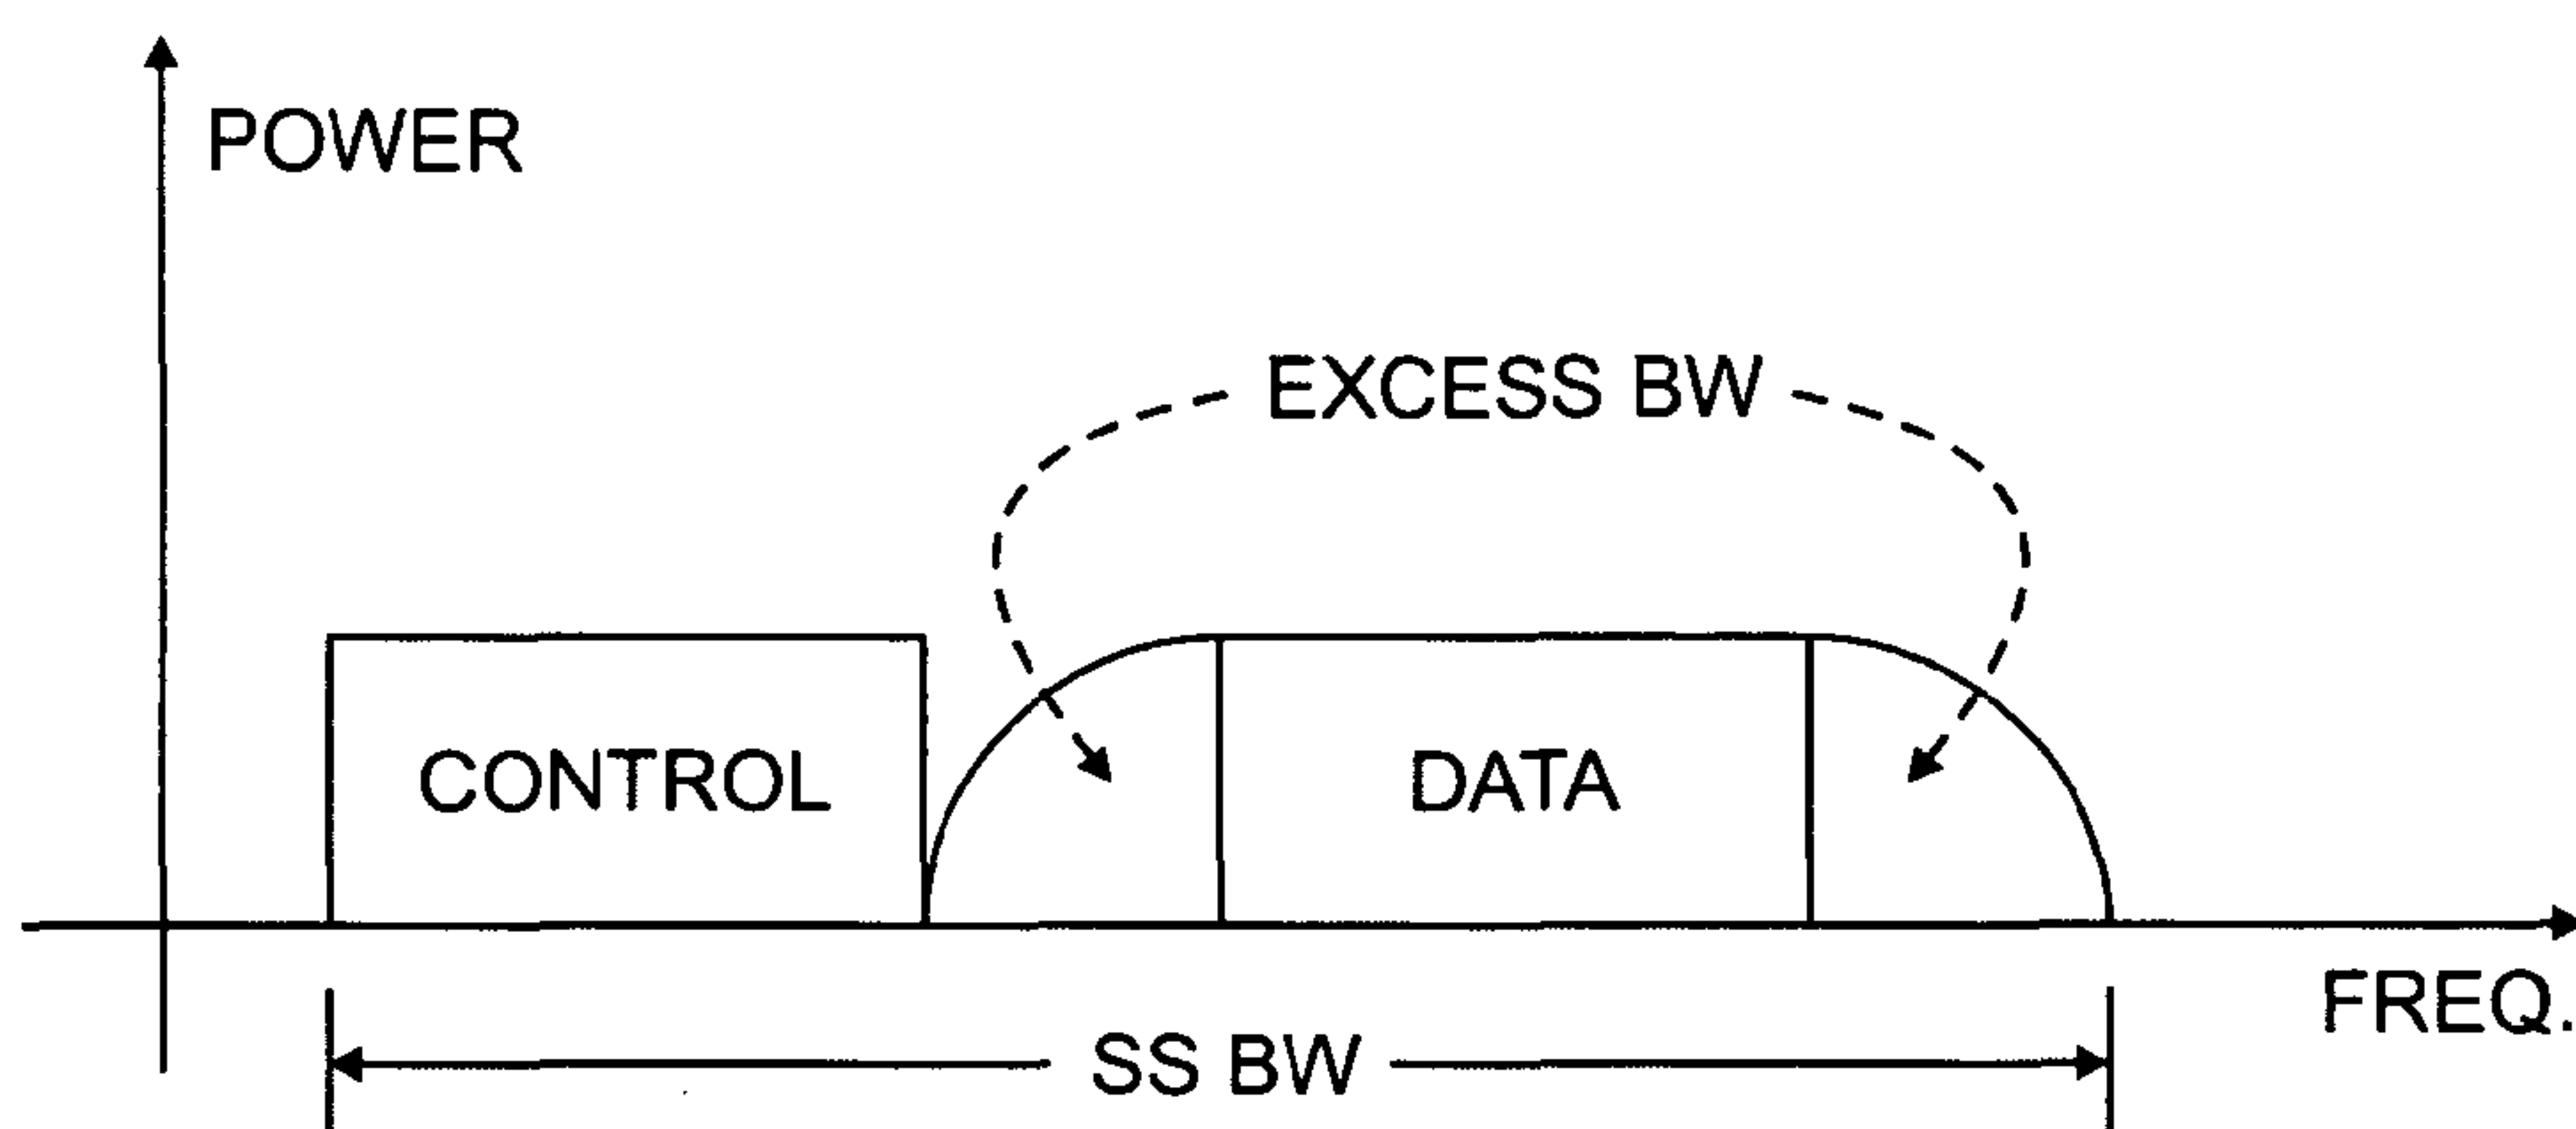 POWER
EXCESS BW
CONTROL
DATA
FREQ.
SS BW